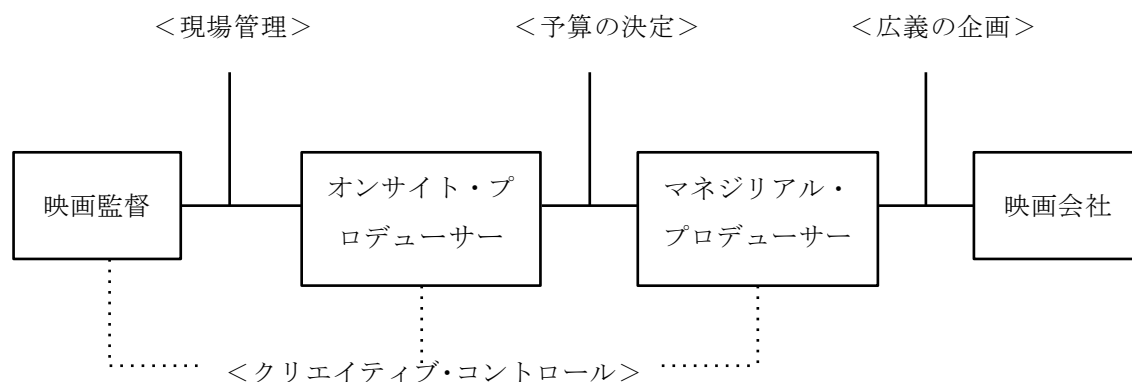 ＜現場管理＞
＜予算の決定＞
＜広義の企画＞
映画監督
オンサイト・プ
ロデューサー
マネジリアル・
プロデューサー
映画会社
＜クリエイティブ・コントロール＞